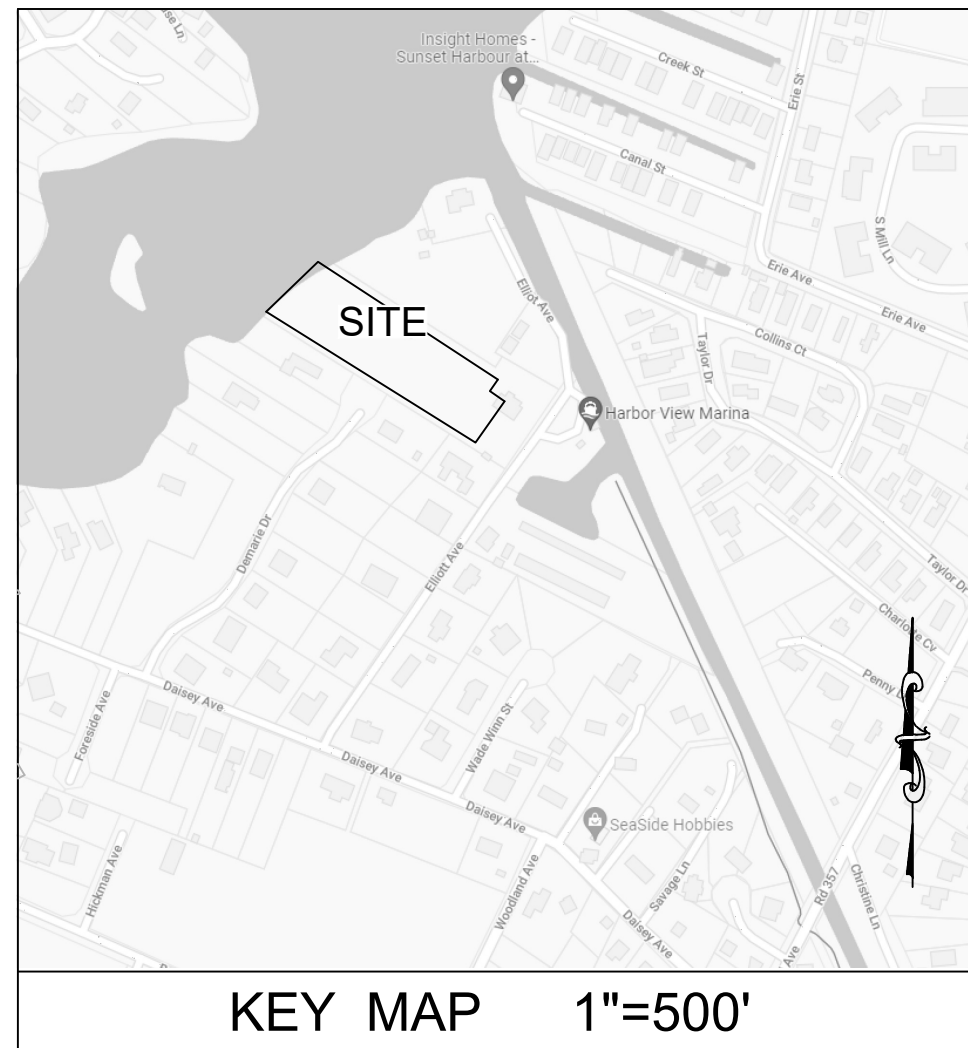 Insight Homes -
Sunset Harbour at...
Creek St
Erie St
Canal St
S Mill Ln
Erie Ave
Erie Ave
Elliot Ave
SITE
Collins Ct
Taylor Dr
Harbor View Marina
Demarie Dr
Elliott Ave
Taylor Dr
Charlotte Cv
Penny
Daisey Ave
Foreside Ave
Wade Winn St
Daisey Ave
Daisey Ave
SeaSide Hobbies
Hickman Ave
Woodland Ave
Savage Ln
Rd 357
Christine Ln
Daisey Ave
Ave
KEY MAP 1"=500'